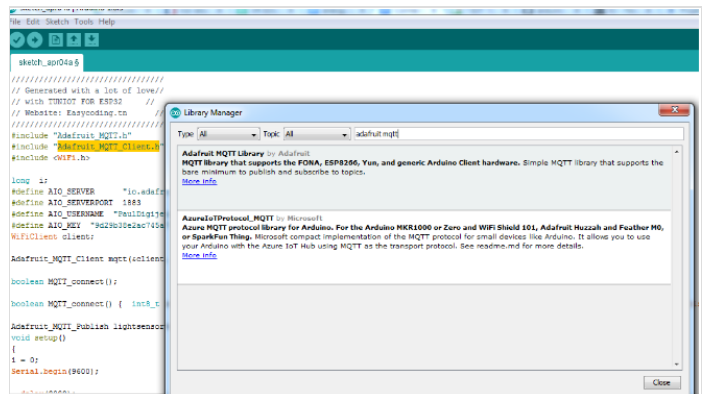 File Edit Sketch Tools Help
sketch_apr04a §
/////////////////////////////////
// Generated with a lot of love//
// with TUNIOT FOR ESP32 //
// Website: Easycoding.tn //
/////////////////////////////////
#include "Adafruit_MQTT.h"
#include "Adafruit_MQTT_Client.h"
#include <WiFi.h>
long i;
#define AIO_SERVER "io.adafr
#define AIO_SERVERPORT 1883
#define AIO_USERNAME
#define AIO_KEY
WiFiClient client;
Adafruit_MQTT_Client mqtt(&client
boolean MQTT_connect();
boolean MQTT_connect() { int8_t
Adafruit_MQTT_Publish lightsensor
void setup()
{
i = 0;
Serial.begin(9600);
Library Manager
Type All Topic All adafruit mqtt
Adafruit MQTT Library by Adafruit
MQTT library that supports the FONA, ESP8266, Yun, and generic Arduino Client hardware. Simple MQTT library that supports the
bare minimum to publish and subscribe to topics.
More info
AzureIoTProtocol_MQTT by Microsoft
Azure MQTT protocol library for Arduino. For the Arduino MKR1000 or Zero and WiFi Shield 101, Adafruit Huzzah and Feather M0,
or SparkFun Thing. Microsoft compact implementation of the MQTT protocol for small devices like Arduino. It allows you to use
your Arduino with the Azure IoT Hub using MQTT as the transport protocol. See readme.md for more details.
More info
Close